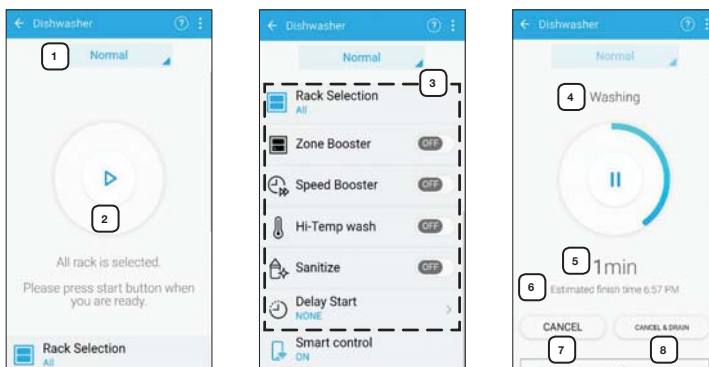 Dishwasher ?
1 Normal
2
All rack is selected.
Please press start button when
you are ready.
Rack Selection
All
Dishwasher ?
Normal
3
Rack Selection
All
Zone Booster OFF
Speed Booster OFF
Hi-Temp wash OFF
Sanitize OFF
Delay Start
NONE
Smart control
ON
Dishwasher ?
Normal
4 Washing
5 1min
6 Estimated finish time 6:57 PM
CANCEL CANCEL & DRAIN
7 8